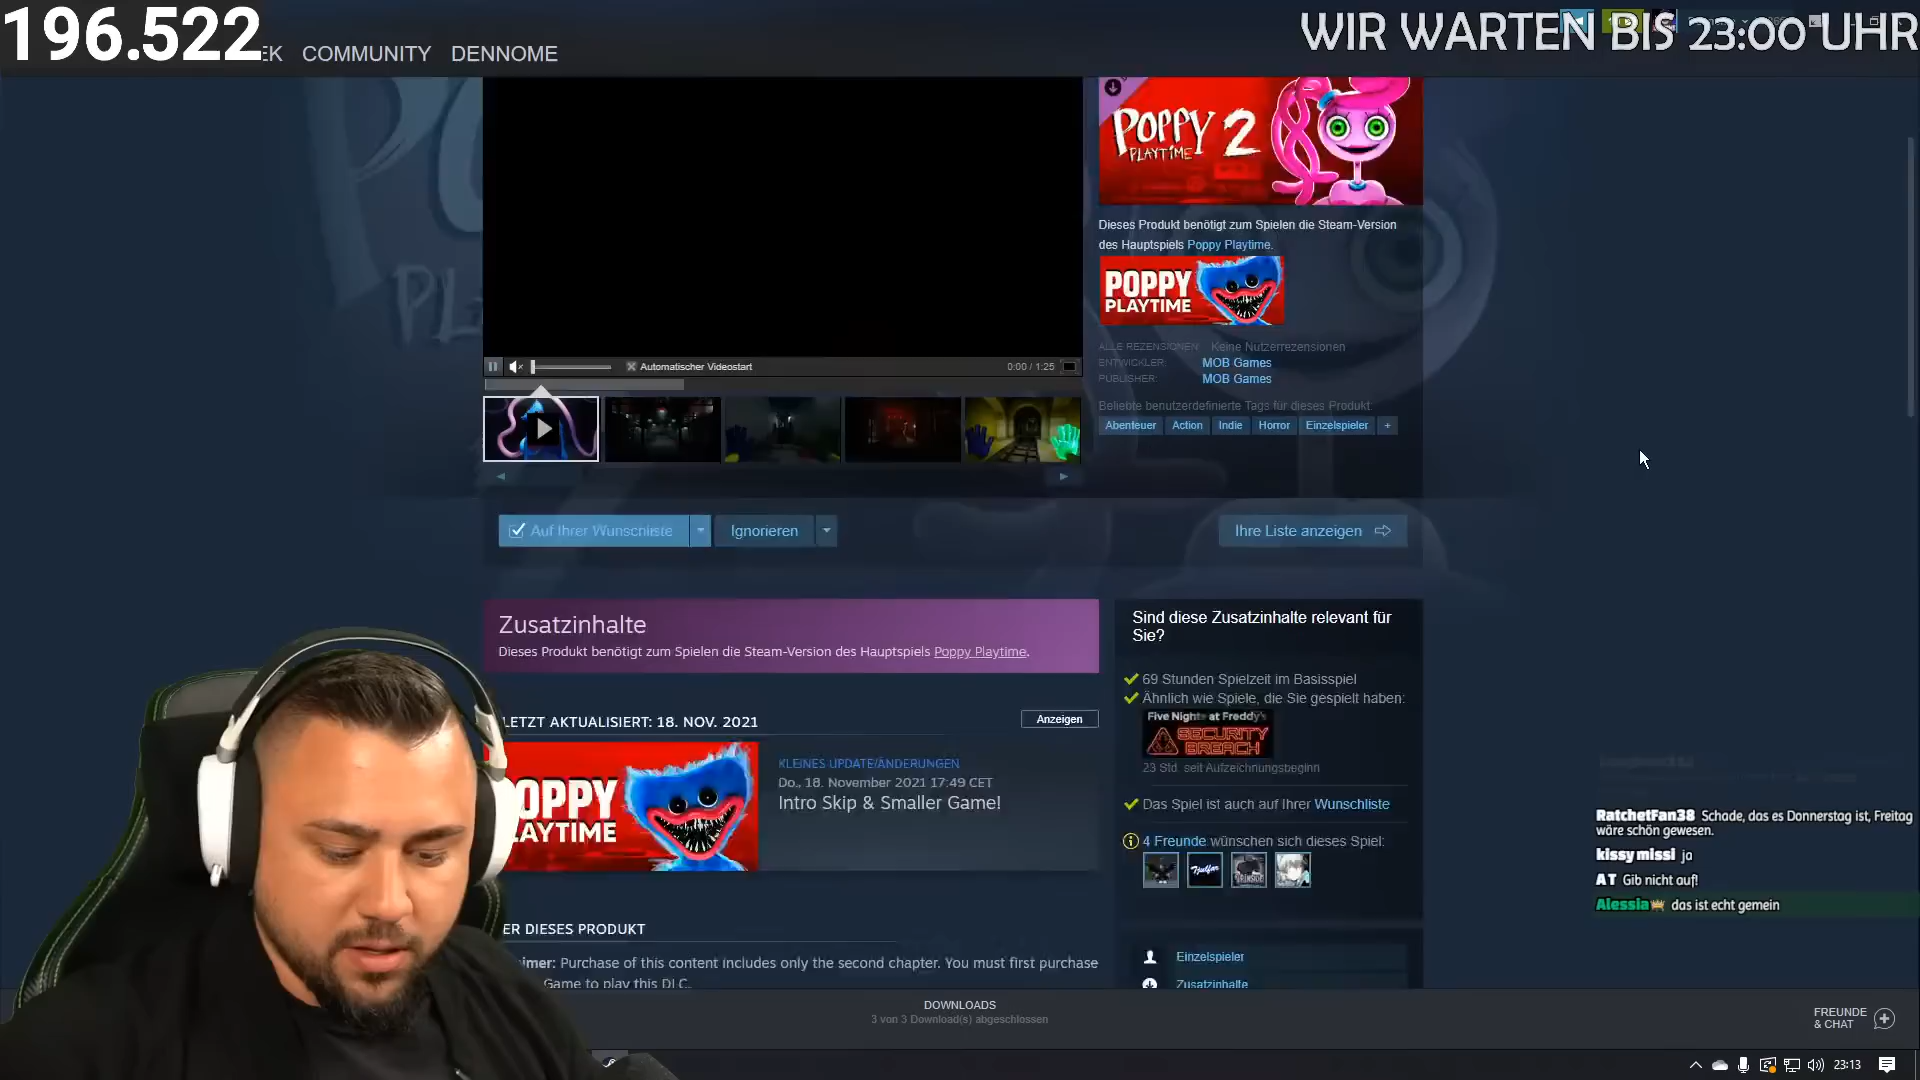 196.522
WIR WARTEN BIS 23:00 UHR
EK COMMUNITY DENNOME
POPPY 2
PLAYTIME
Dieses Produkt benötigt zum Spielen die Steam-Version
des Hauptspiels Poppy Playtime.
POPPY
PLAYTIME
ALLE REZENSIONEN: Keine Nutzerrezensionen
ENTWICKLER: MOB Games
PUBLISHER: MOB Games
Automatischer Videostart
0:00 / 1:25
Beliebte benutzerdefinierte Tags für dieses Produkt:
Abenteuer Action Indie Horror Einzelspieler +
Auf Ihrer Wunschliste
Ignorieren
Ihre Liste anzeigen
Zusatzinhalte
Dieses Produkt benötigt zum Spielen die Steam-Version des Hauptspiels Poppy Playtime.
Sind diese Zusatzinhalte relevant für
Sie?
69 Stunden Spielzeit im Basisspiel
Ähnlich wie Spiele, die Sie gespielt haben:
Five Nights at Freddy's
SECURITY
BREACH
23 Std. seit Aufzeichnungsbeginn
Das Spiel ist auch auf Ihrer Wunschliste
4 Freunde wünschen sich dieses Spiel:
Einzelspieler
Zusatzinhalte
LETZT AKTUALISIERT: 18. NOV. 2021
Anzeigen
OPPY
LAYTIME
KLEINES UPDATE/ÄNDERUNGEN
Do., 18. November 2021 17:49 CET
Intro Skip & Smaller Game!
ER DIESES PRODUKT
imer: Purchase of this content includes only the second chapter. You must first purchase
Game to play this DLC.
RatchetFan38 Schade, das es Donnerstag ist, Freitag
wäre schön gewesen.
kissy missi ja
A T Gib nicht auf!
Alessia das ist echt gemein
DOWNLOADS
3 von 3 Download(s) abgeschlossen
FREUNDE
& CHAT
23:13